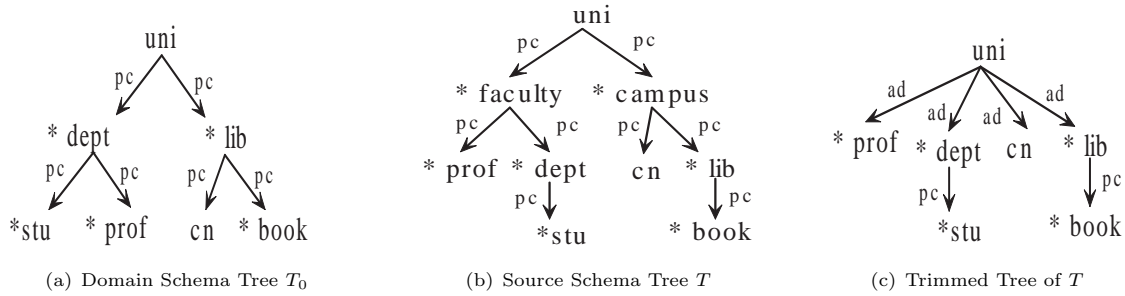 uni
pc pc
* dept * lib
pc pc pc pc
*stu * prof cn * book
(a) Domain Schema Tree T0
uni
pc pc
* faculty * campus
pc pc pc pc
* prof * dept cn * lib
pc pc
*stu * book
(b) Source Schema Tree T
uni
ad ad ad ad
* prof * dept cn * lib
pc pc
*stu * book
(c) Trimmed Tree of T